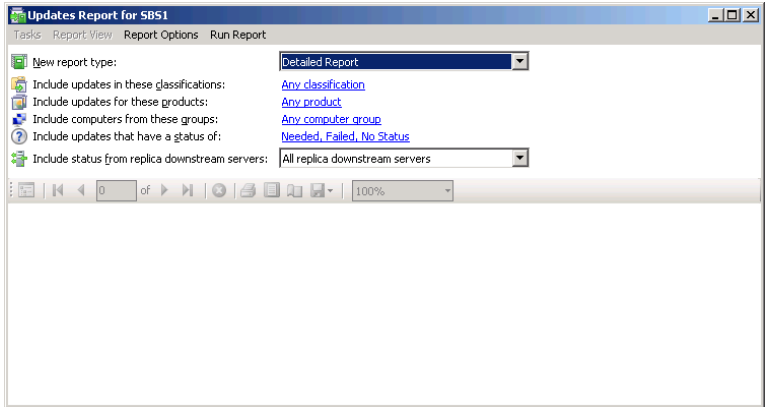 Updates Report for SBS1
Tasks Report View Report Options Run Report
New report type: Detailed Report
Include updates in these classifications: Any classification
Include updates for these products: Any product
Include computers from these groups: Any computer group
Include updates that have a status of: Needed, Failed, No Status
Include status from replica downstream servers: All replica downstream servers
0 of 100%